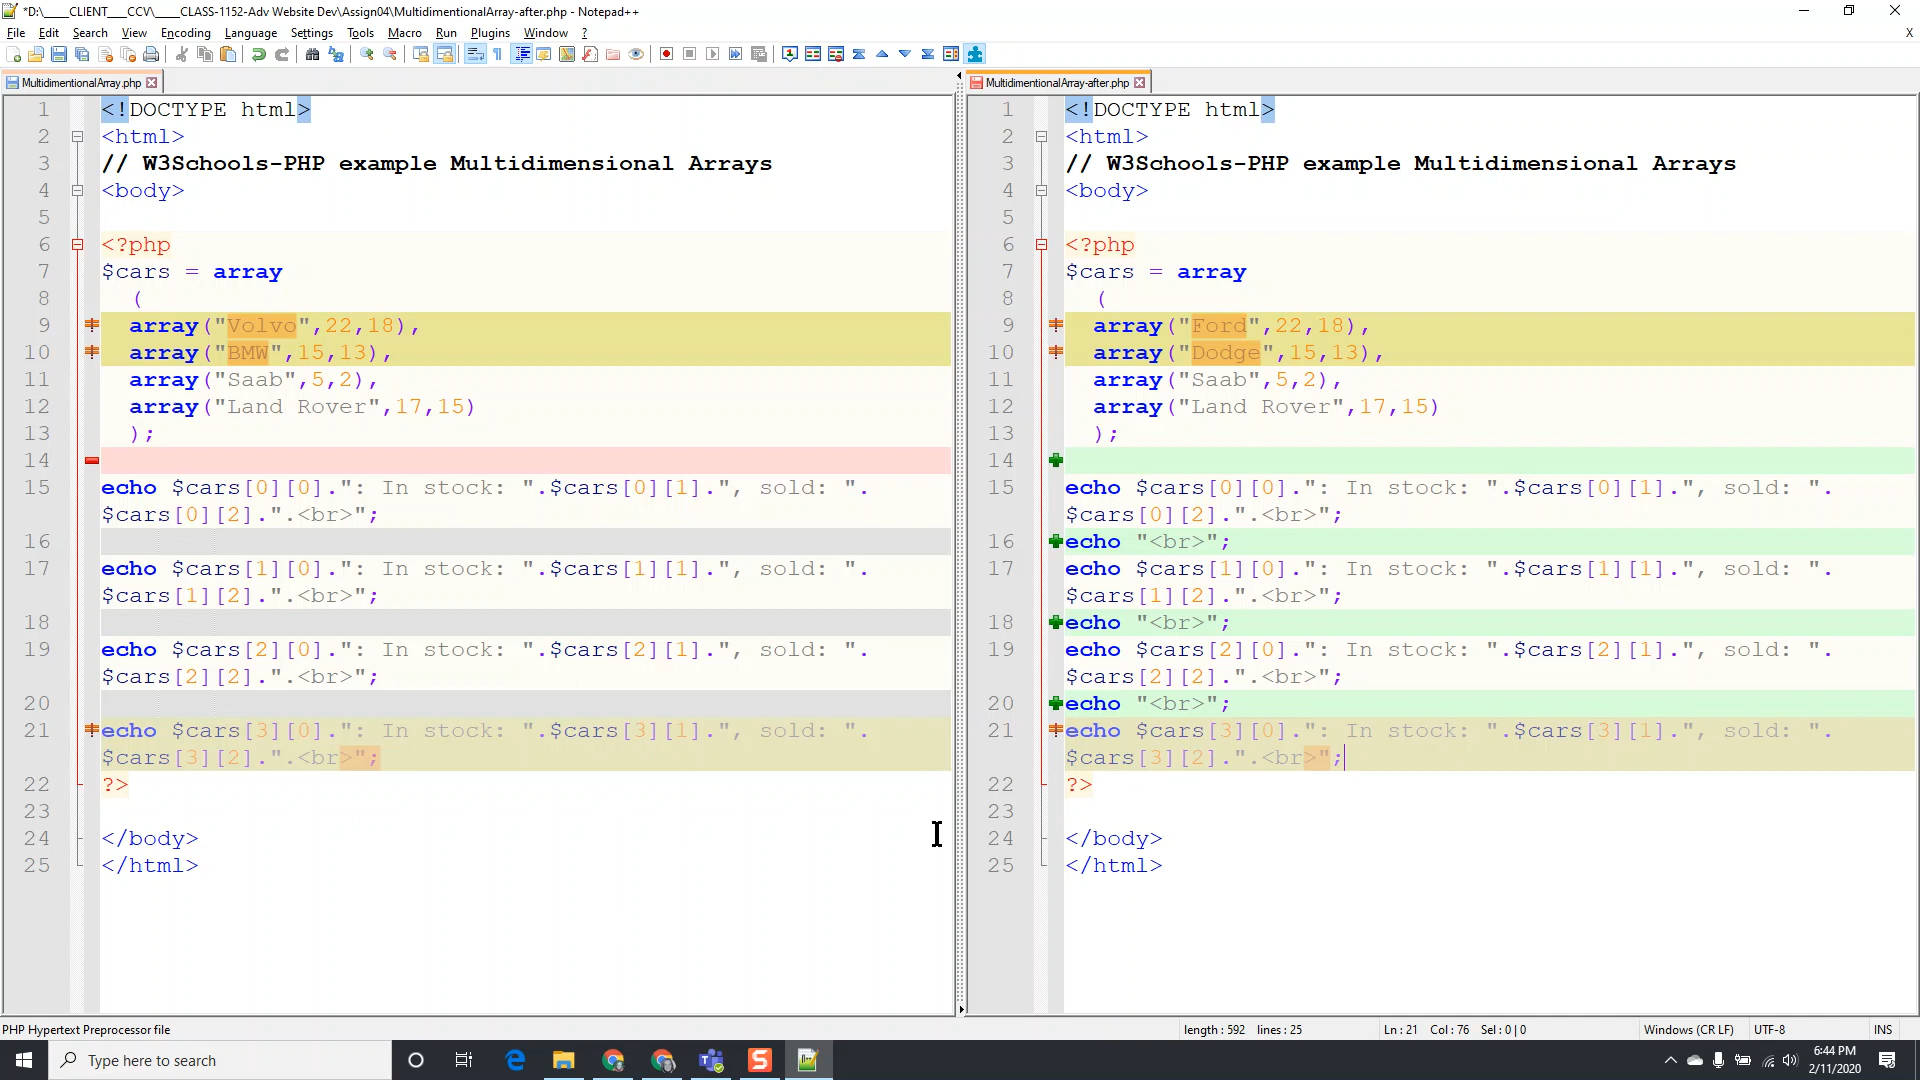 *D:\____CLIENT___CCV\____CLASS-1152-Adv Website Dev\Assign04\MultidimentionalArray-after.php - Notepad++
File Edit Search View Encoding Language Settings Tools Macro Run Plugins Window ? X
MultidimentionalArray.php
1 <!DOCTYPE html>
2 <html>
3 // W3Schools-PHP example Multidimensional Arrays
4 <body>
5
6 <?php
7 $cars = array
8 (
9 array("Volvo",22,18),
10 array("BMW",15,13),
11 array("Saab",5,2),
12 array("Land Rover",17,15)
13 );
14
15 echo $cars[0][0].": In stock: ".$cars[0][1].", sold: ".
$cars[0][2].".<br>";
16
17 echo $cars[1][0].": In stock: ".$cars[1][1].", sold: ".
$cars[1][2].".<br>";
18
19 echo $cars[2][0].": In stock: ".$cars[2][1].", sold: ".
$cars[2][2].".<br>";
20
21 echo $cars[3][0].": In stock: ".$cars[3][1].", sold: ".
$cars[3][2].".<br>";
22 ?>
23
24 </body>
25 </html>
MultidimentionalArray-after.php
1 <!DOCTYPE html>
2 <html>
3 // W3Schools-PHP example Multidimensional Arrays
4 <body>
5
6 <?php
7 $cars = array
8 (
9 array("Ford",22,18),
10 array("Dodge",15,13),
11 array("Saab",5,2),
12 array("Land Rover",17,15)
13 );
14
15 echo $cars[0][0].": In stock: ".$cars[0][1].", sold: ".
$cars[0][2].".<br>";
16 echo "<br>";
17 echo $cars[1][0].": In stock: ".$cars[1][1].", sold: ".
$cars[1][2].".<br>";
18 echo "<br>";
19 echo $cars[2][0].": In stock: ".$cars[2][1].", sold: ".
$cars[2][2].".<br>";
20 echo "<br>";
21 echo $cars[3][0].": In stock: ".$cars[3][1].", sold: ".
$cars[3][2].".<br>";
22 ?>
23
24 </body>
25 </html>
PHP Hypertext Preprocessor file length : 592 lines : 25 Ln : 21 Col : 76 Sel : 0 | 0 Windows (CR LF) UTF-8 INS
Type here to search
6:44 PM
2/11/2020